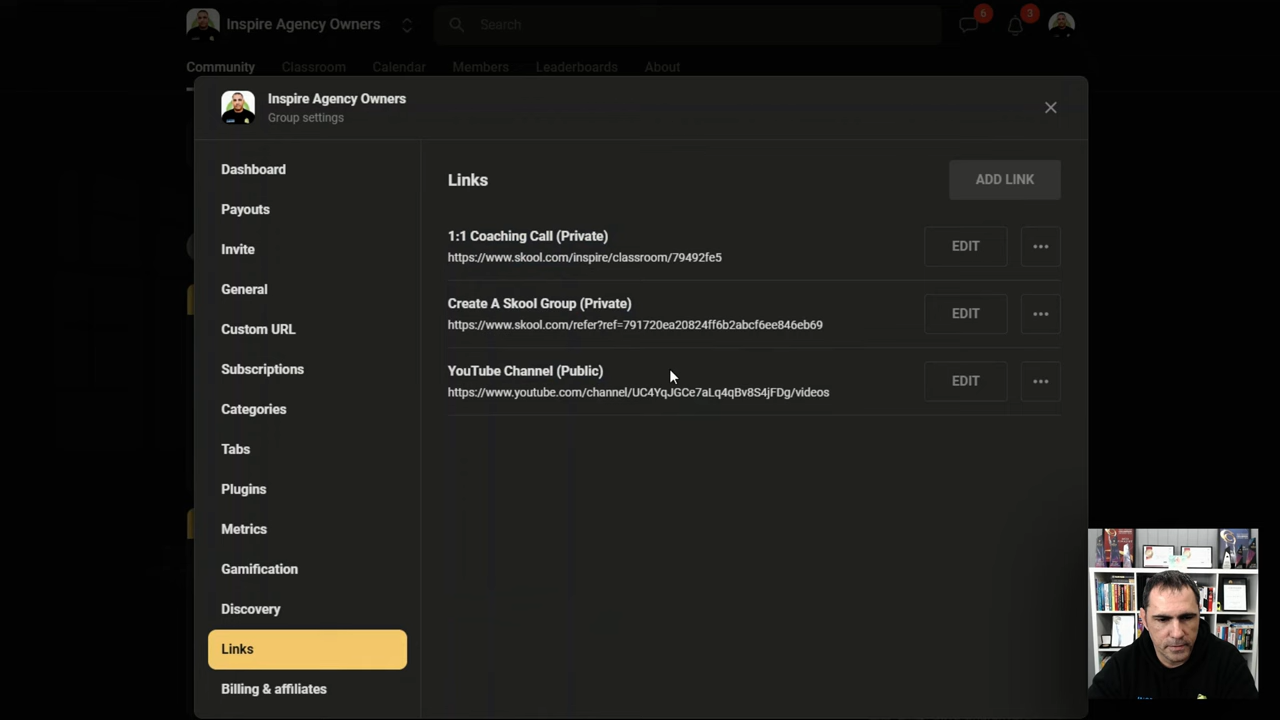 Inspire Agency Owners
Search
6
3
Community
Classroom
Calendar
Members
Leaderboards
About
Inspire Agency Owners
Group settings
Dashboard
Payouts
Invite
General
Custom URL
Subscriptions
Categories
Tabs
Plugins
Metrics
Gamification
Discovery
Links
Billing & affiliates
Links
ADD LINK
1:1 Coaching Call (Private)
https://www.skool.com/inspire/classroom/79492fe5
EDIT
Create A Skool Group (Private)
https://www.skool.com/refer?ref=791720ea20824ff6b2abcf6ee846eb69
EDIT
YouTube Channel (Public)
https://www.youtube.com/channel/UC4YqJGCe7aLq4qBv8S4jFDg/videos
EDIT